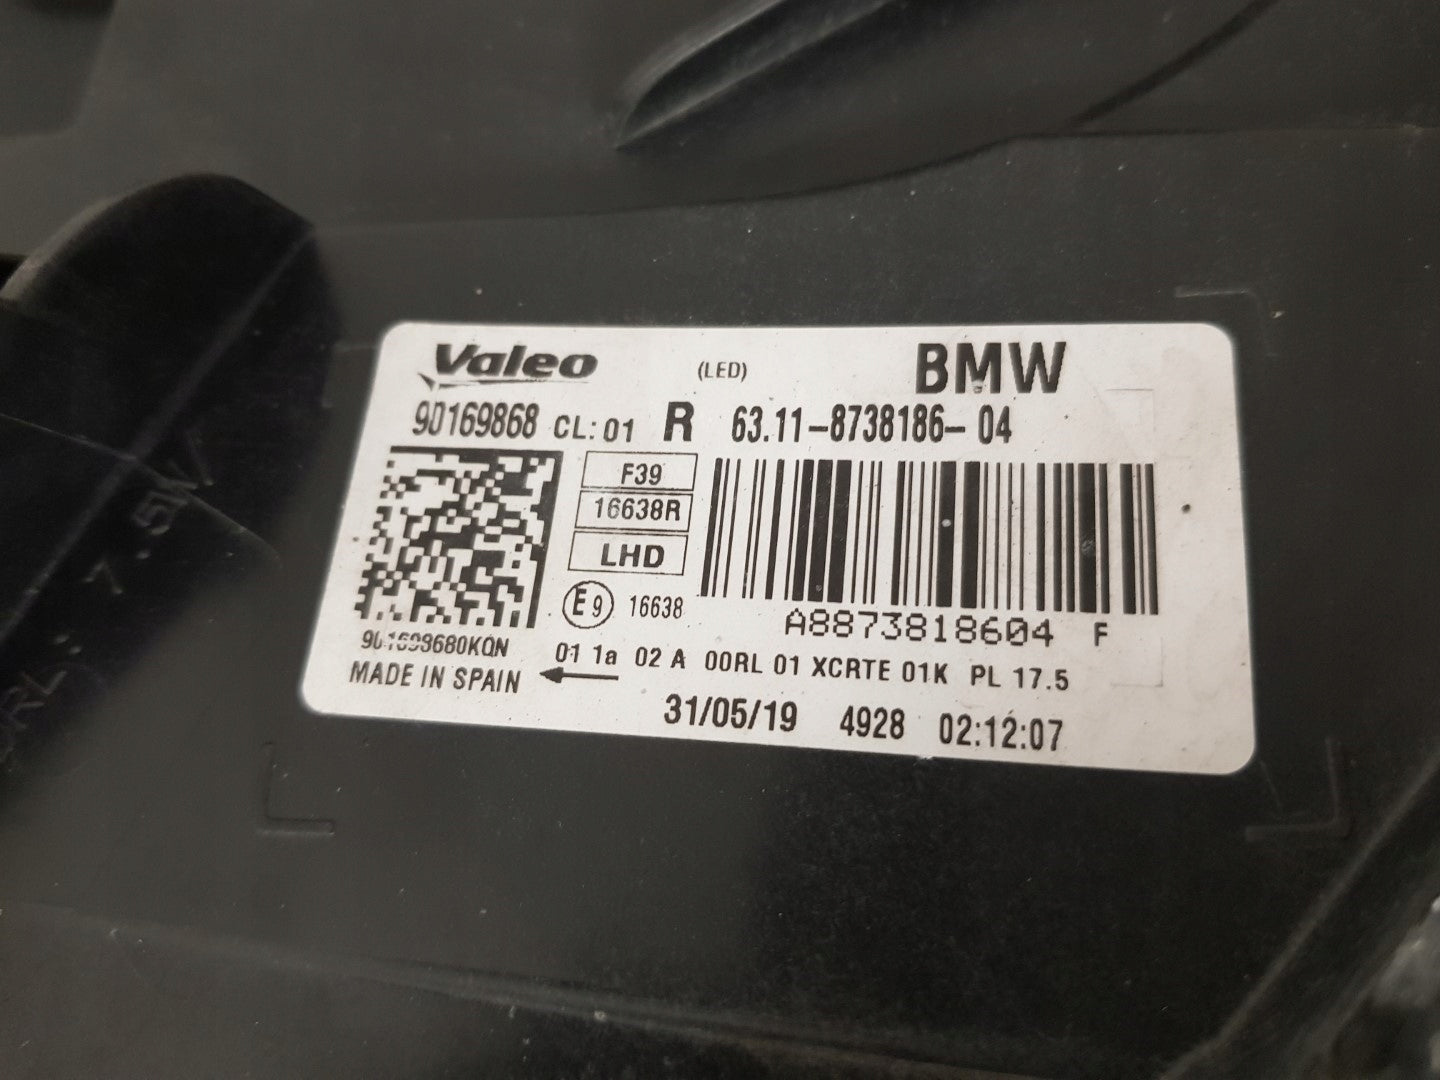 Valeo (LED) BMW
90169868 CL:01 R 63.11-8738186-04
F39
16638R
LHD
E9 16638
A8873818604 F
MADE IN SPAIN
01 1a 02 A 00RL 01 XCRTE 01K PL 17.5
31/05/19 4928 02:12:07